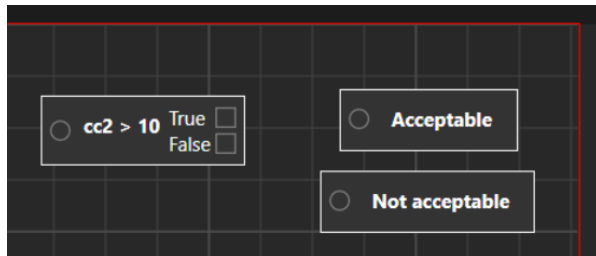 cc2 > 10
True
False
Acceptable
Not acceptable